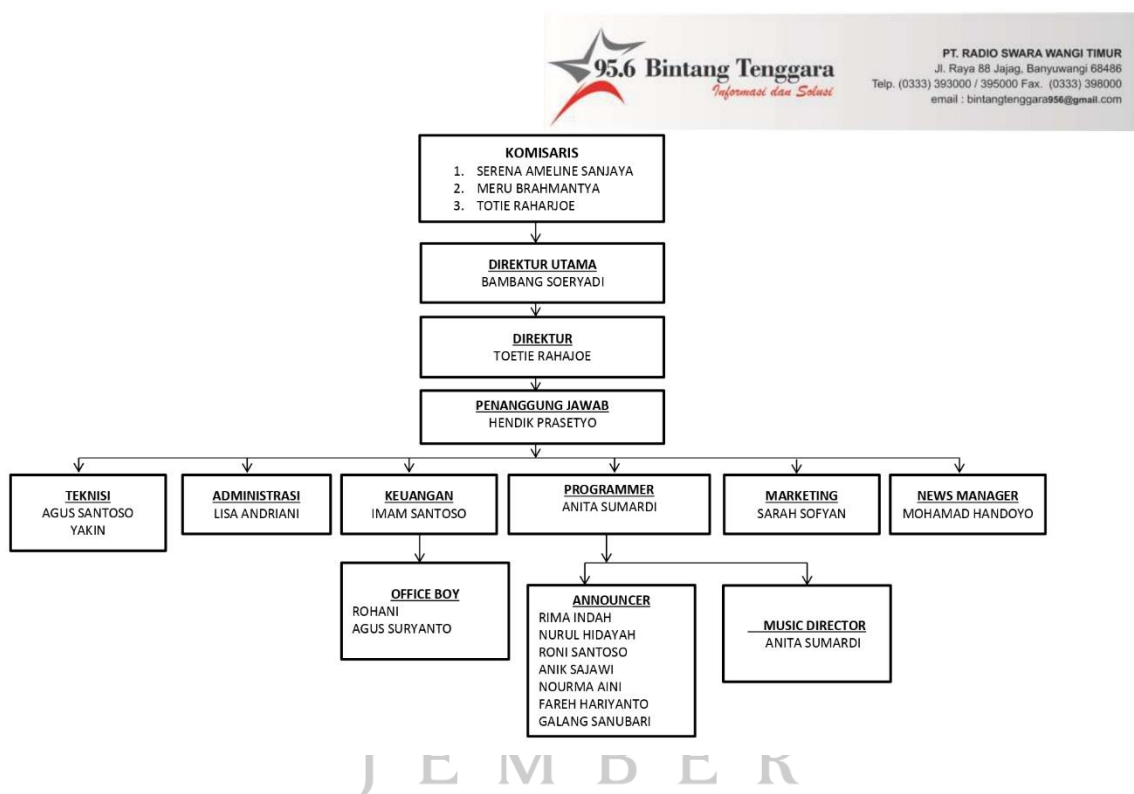 95.6 Bintang Tenggara
Informasi dan Solusi
PT. RADIO SWARA WANGI TIMUR
Jl. Raya 88 Jajag, Banyuwangi 68486
Telp. (0333) 393000 / 395000 Fax. (0333) 398000
email : bintangtenggara956@gmail.com
KOMISARIS
1. SERENA AMELINE SANJAYA
2. MERU BRAHMANTYA
3. TOTIE RAHARJOE
DIREKTUR UTAMA
BAMBANG SOERYADI
DIREKTUR
TOETIE RAHAJOE
PENANGGUNG JAWAB
HENDIK PRASETYO
TEKNISI
AGUS SANTOSO
YAKIN
ADMINISTRASI
LISA ANDRIANI
KEUANGAN
IMAM SANTOSO
PROGRAMMER
ANITA SUMARDI
MARKETING
SARAH SOFYAN
NEWS MANAGER
MOHAMAD HANDOYO
OFFICE BOY
ROHANI
AGUS SURYANTO
ANNOUNCER
RIMA INDAH
NURUL HIDAYAH
RONI SANTOSO
ANIK SAJAWI
NOURMA AINI
FAREH HARIYANTO
GALANG SANUBARI
MUSIC DIRECTOR
ANITA SUMARDI
JEMBER